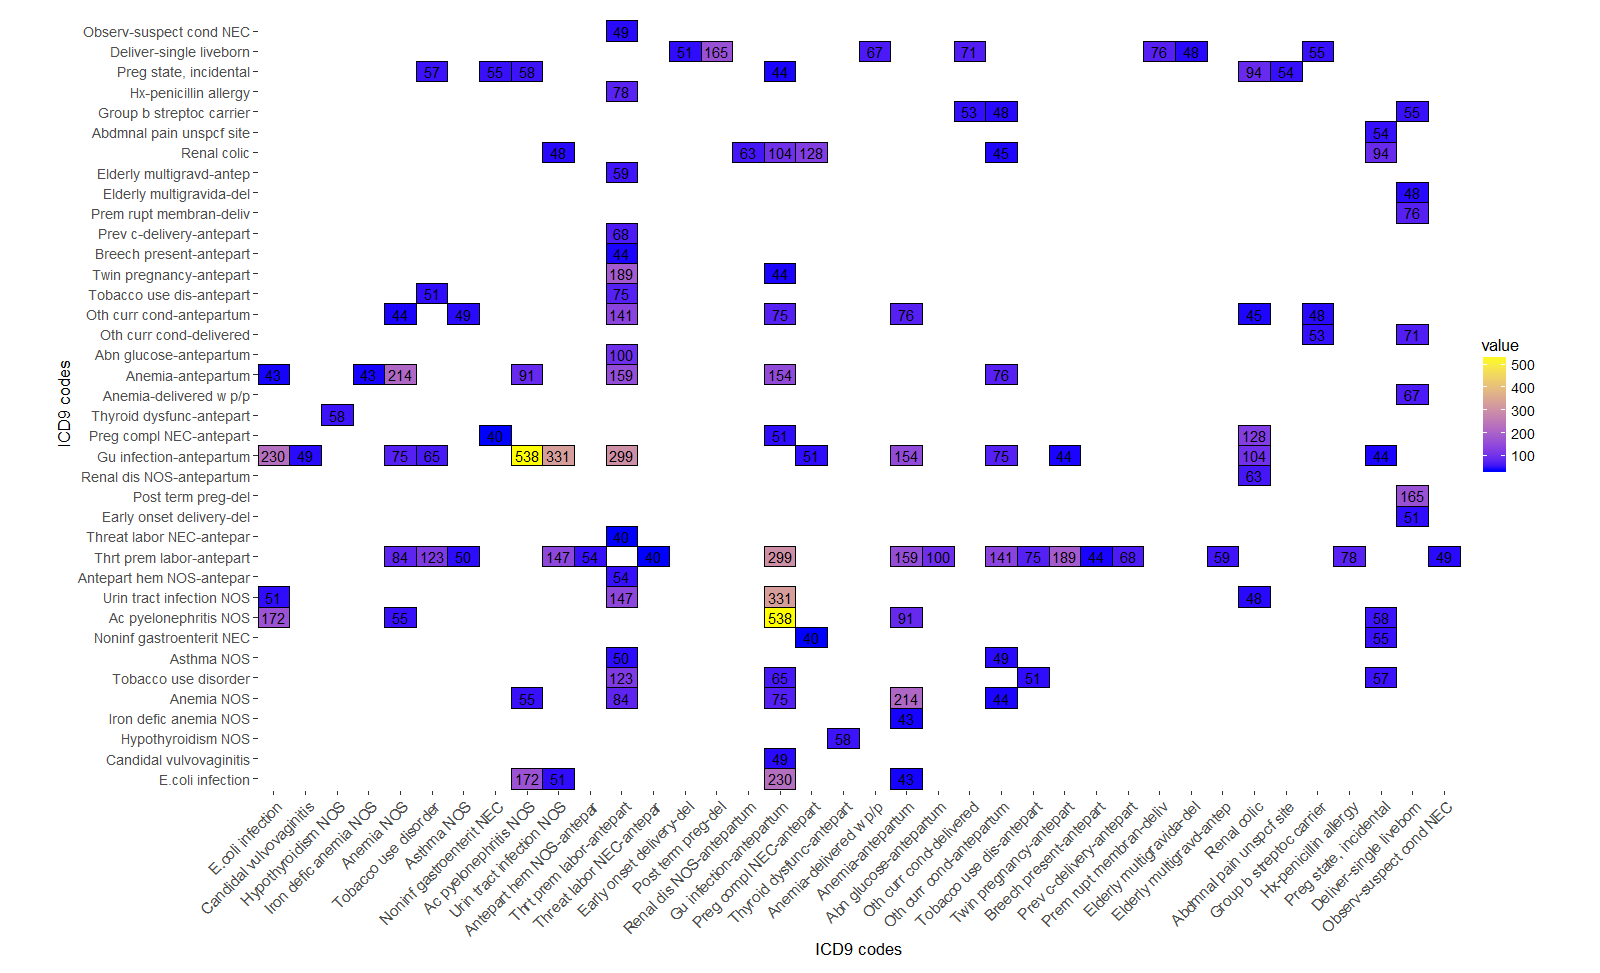 Observ-suspect cond NEC 49
Deliver-single liveborn 51 165 67 71 76 48 55
Preg state, incidental 57 55 58 44 94 54
Hx-penicillin allergy 78
Group b streptoc carrier 53 48 55
Abdmnal pain unspcf site 54
Renal colic 48 63 104 128 45 94
Elderly multigravd-antep 59
Elderly multigravida-del 48
Prem rupt membran-deliv 76
Prev c-delivery-antepart 68
Breech present-antepart 44
Twin pregnancy-antepart 189 44
Tobacco use dis-antepart 51 75
Oth curr cond-antepartum 44 49 141 75 76 45 48
Oth curr cond-delivered 53 71
Abn glucose-antepartum 100
Anemia-antepartum 43 43 214 91 159 154 76
Anemia-delivered w p/p 67
Thyroid dysfunc-antepart 58
Preg compl NEC-antepart 40 51 128
Gu infection-antepartum 230 49 75 65 538 331 299 51 154 75 44 104 44
Renal dis NOS-antepartum 63
Post term preg-del 165
Early onset delivery-del 51
Threat labor NEC-antepar 40
Thrt prem labor-antepart 84 123 50 147 54 40 299 159 100 141 75 189 44 68 59 78 49
Antepart hem NOS-antepar 54
Urin tract infection NOS 51 147 331 48
Ac pyelonephritis NOS 172 55 538 91 58
Noninf gastroenterit NEC 40 55
Asthma NOS 50 49
Tobacco use disorder 123 65 51 57
Anemia NOS 55 84 75 214 44
Iron defic anemia NOS 43
Hypothyroidism NOS 58
Candidal vulvovaginitis 49
E.coli infection 172 51 230 43
ICD9 codes
E.coli infection
Candidal vulvovaginitis
Hypothyroidism NOS
Iron defic anemia NOS
Anemia NOS
Tobacco use disorder
Asthma NOS
Noninf gastroenterit NEC
Ac pyelonephritis NOS
Urin tract infection NOS
Antepart hem NOS-antepar
Thrt prem labor-antepart
Threat labor NEC-antepar
Early onset delivery-del
Post term preg-del
Renal dis NOS-antepartum
Gu infection-antepartum
Preg compl NEC-antepart
Thyroid dysfunc-antepart
Anemia-delivered w p/p
Anemia-antepartum
Abn glucose-antepartum
Oth curr cond-delivered
Oth curr cond-antepartum
Tobacco use dis-antepart
Twin pregnancy-antepart
Breech present-antepart
Prev c-delivery-antepart
Prem rupt membran-deliv
Elderly multigravida-del
Elderly multigravd-antep
Renal colic
Abdmnal pain unspcf site
Group b streptoc carrier
Hx-penicillin allergy
Preg state, incidental
Deliver-single liveborn
Observ-suspect cond NEC
ICD9 codes
value
500
400
300
200
100